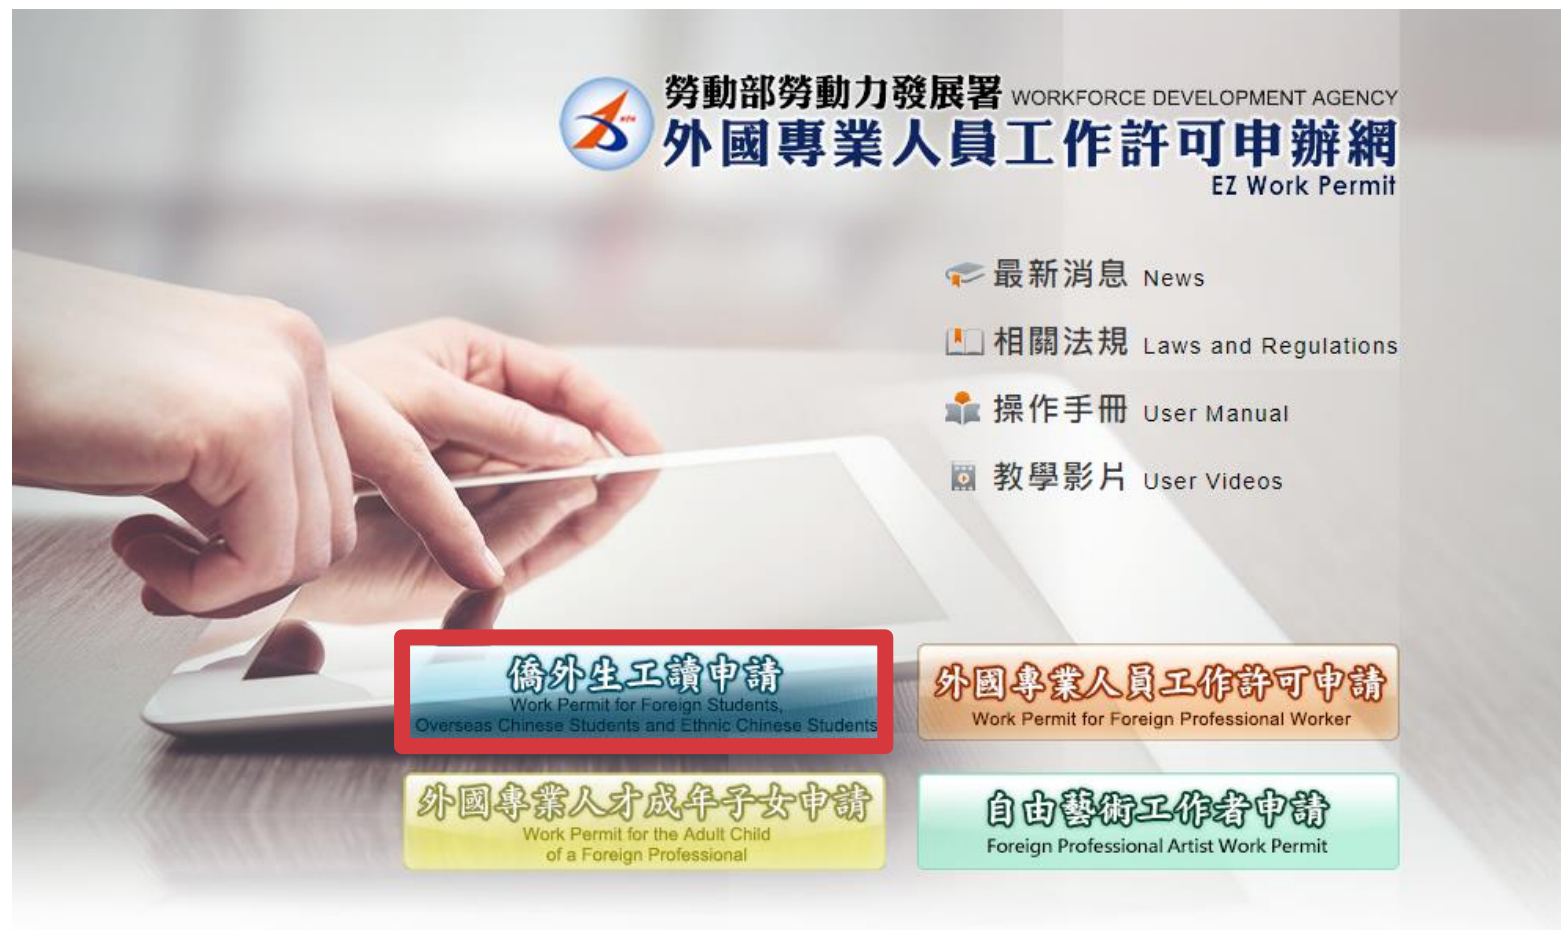 勞動部勞動力發展署 WORKFORCE DEVELOPMENT AGENCY
外國專業人員工作許可申辦網
EZ Work Permit
最新消息 News
相關法規 Laws and Regulations
操作手冊 User Manual
教學影片 User Videos
僑外生工讀申請
Work Permit for Foreign Students,
Overseas Chinese Students and Ethnic Chinese Students
外國專業人員工作許可申請
Work Permit for Foreign Professional Worker
外國專業人才成年子女申請
Work Permit for the Adult Child
of a Foreign Professional
自由藝術工作者申請
Foreign Professional Artist Work Permit